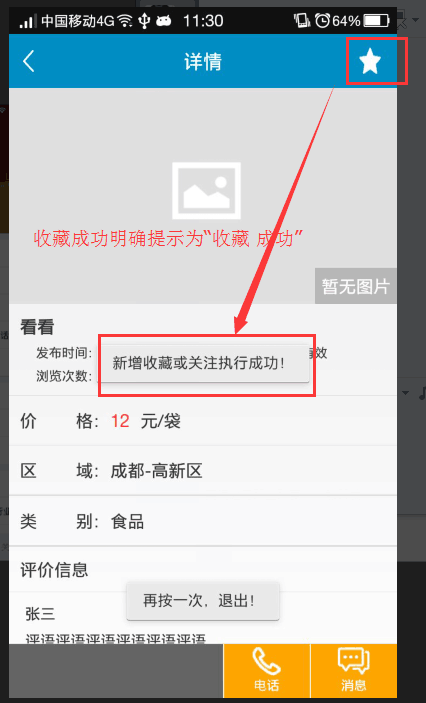 中国移动4G 11:30 64%
详情
收藏成功明确提示为“收藏 成功”
暂无图片
看看
发布时间: 效
浏览次数:
新增收藏或关注执行成功！
价 格: 12 元/袋
区 域: 成都-高新区
类 别: 食品
评价信息
再按一次，退出！
张三
评语评语评语评语评语评语
电话 消息